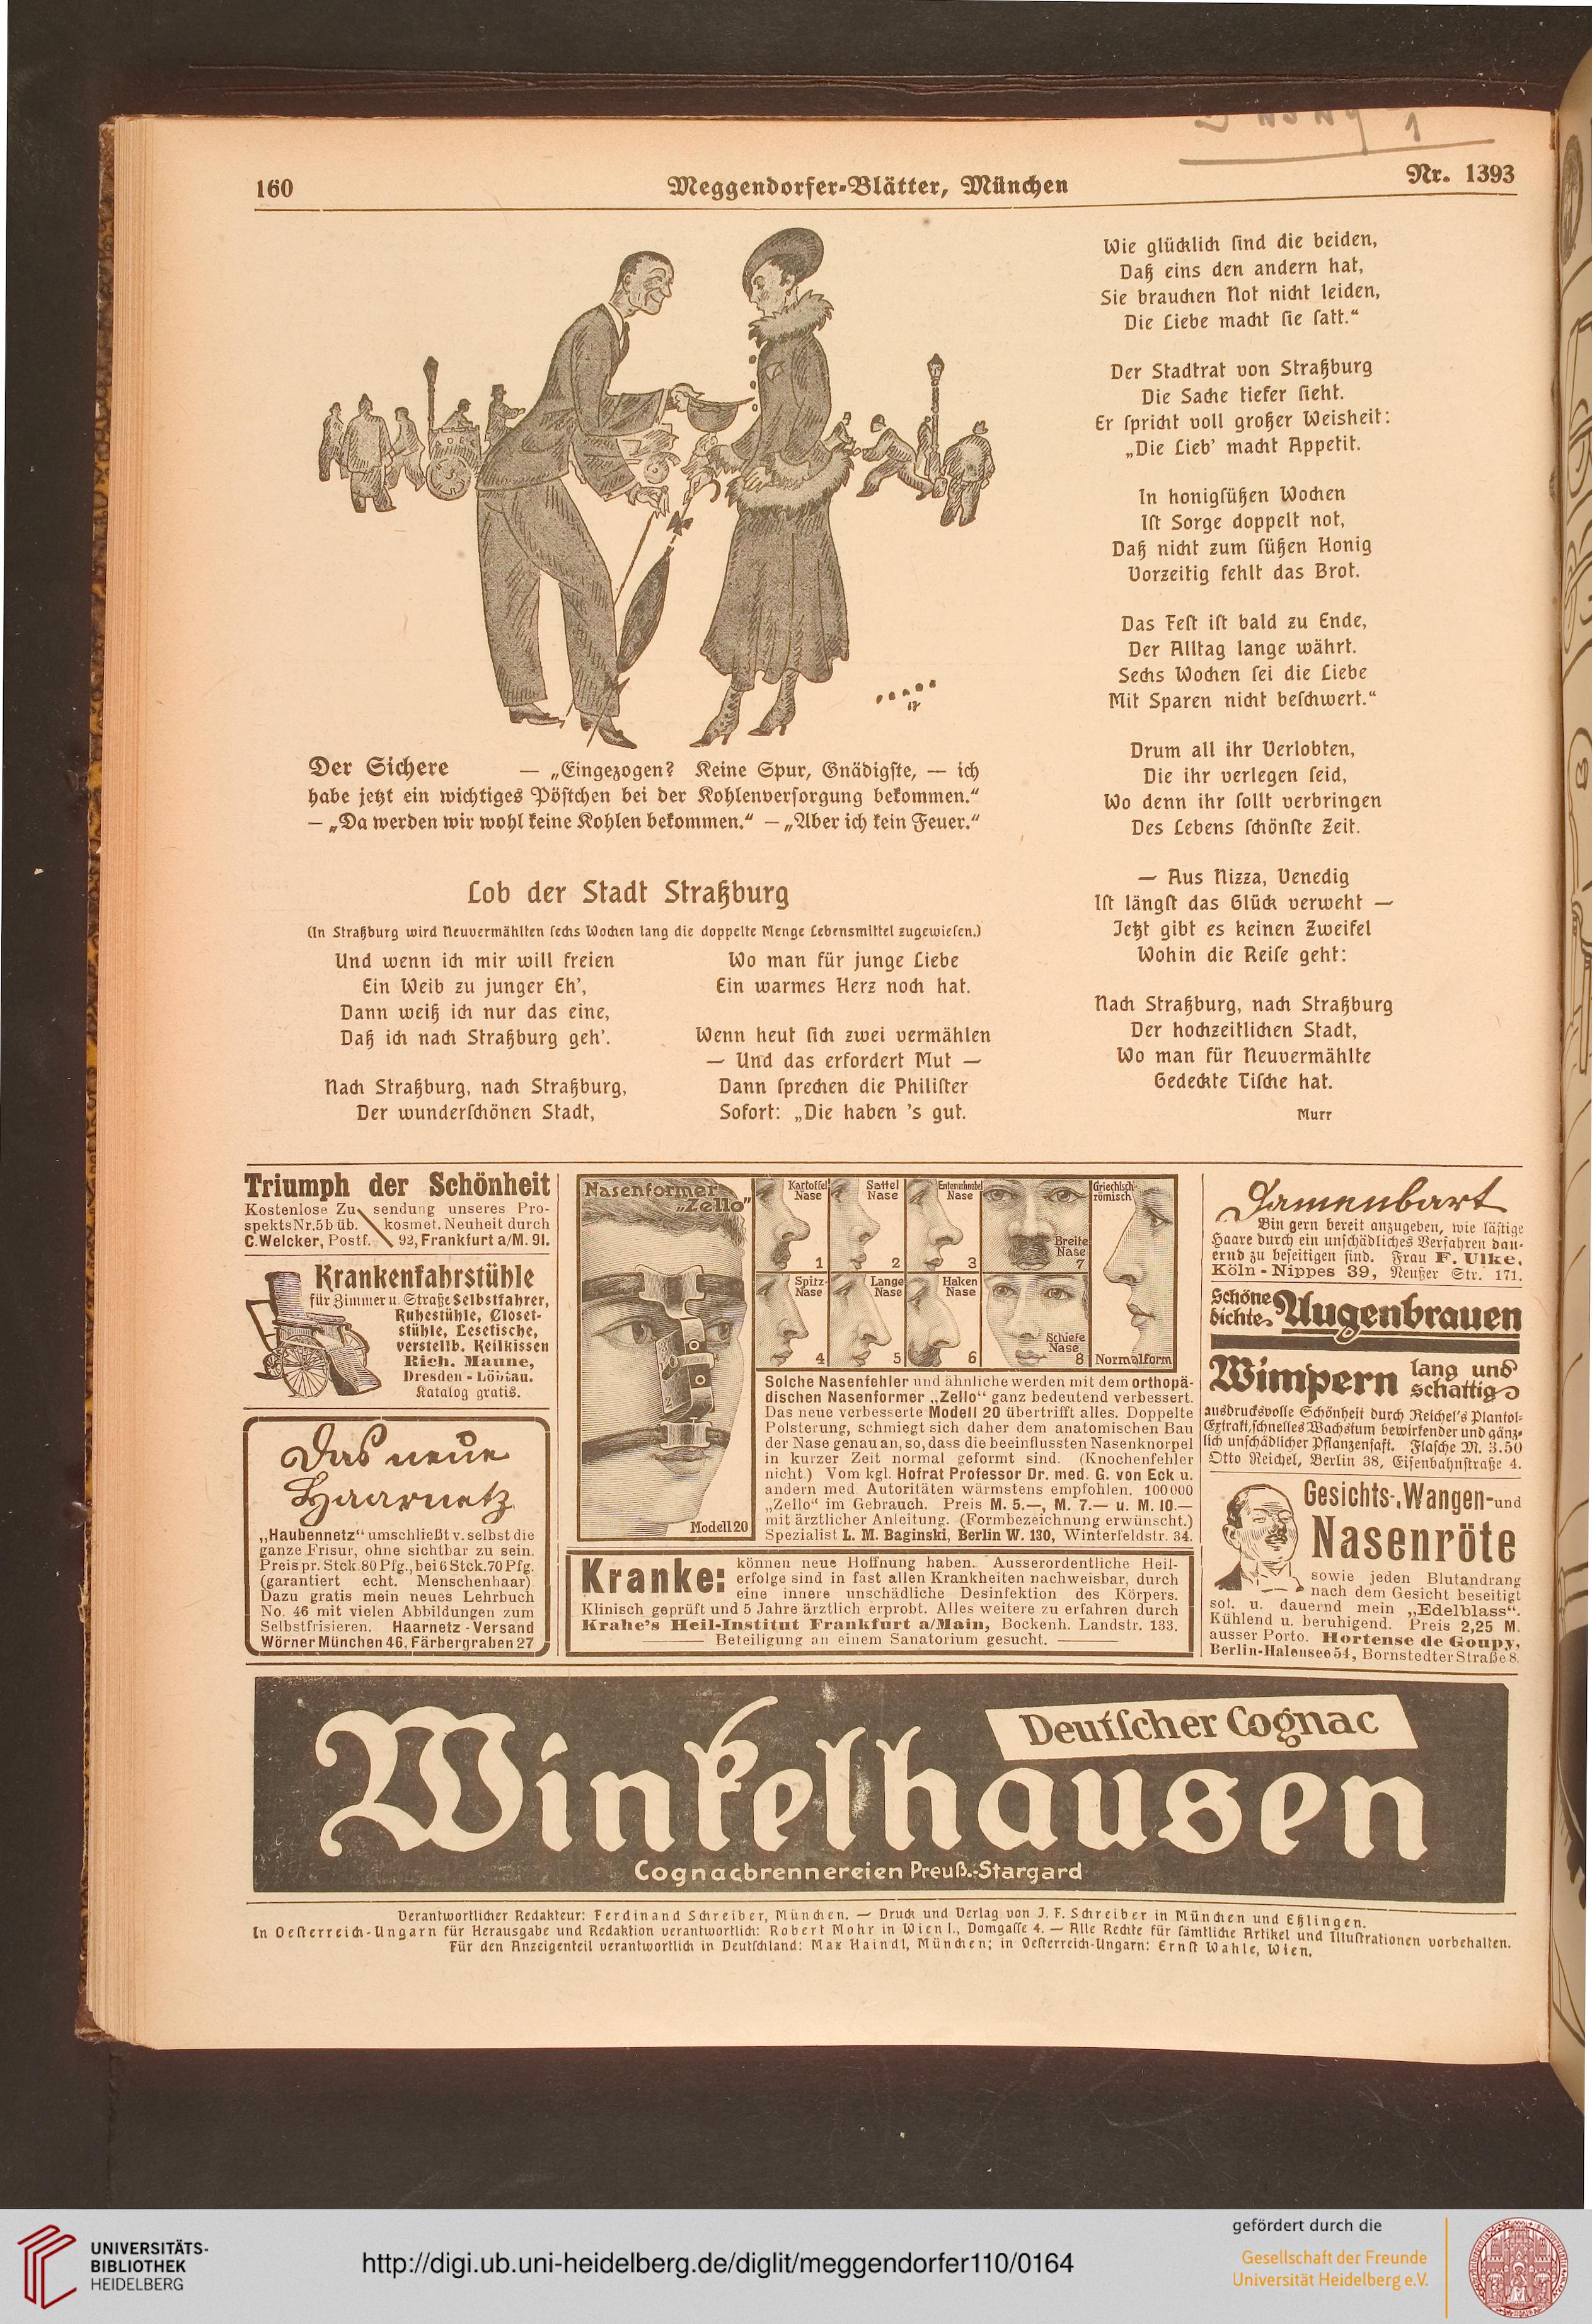 160
Meggendorfer-Blätter, München
Nr. 1393
Der Sichere — „Eingezogen? Keine Spur, Gnädigste, — ich
habe jetzt ein wichtiges Pöstchen bei der Kohlenversorgung bekommen.“
— „Da werden wir wohl keine Kohlen bekommen.“ — „Aber ich kein Feuer.“
Lob der Stadt Straßburg
(In Straßburg wird Neuvermählten sechs Wochen lang die doppelte Menge Lebensmittel zugewiesen.)
Und wenn ich mir will freien
Ein Weib zu junger Eh’,
Dann weiß ich nur das eine,
Daß ich nach Straßburg geh’.
Nach Straßburg, nach Straßburg,
Der wunderschönen Stadt,
Wo man für junge Liebe
Ein warmes Herz noch hat.
Wenn heut sich zwei vermählen
— Und das erfordert Mut —
Dann sprechen die Philister
Sofort: „Die haben ’s gut.
Wie glücklich sind die beiden,
Daß eins den andern hat,
Sie brauchen Not nicht leiden,
Die Liebe macht sie satt.“
Der Stadtrat von Straßburg
Die Sache tiefer sieht.
Er spricht voll großer Weisheit:
„Die Lieb’ macht Appetit.
In honigsüßen Wochen
Ist Sorge doppelt not,
Daß nicht zum süßen Honig
Vorzeitig fehlt das Brot.
Das Fest ist bald zu Ende,
Der Alltag lange währt.
Sechs Wochen sei die Liebe
Mit Sparen nicht beschwert.“
Drum all ihr Verlobten,
Die ihr verlegen seid,
Wo denn ihr sollt verbringen
Des Lebens schönste Zeit.
— Aus Nizza, Venedig
Ist längst das Glück verweht —
Jetzt gibt es keinen Zweifel
Wohin die Reise geht:
Nach Straßburg, nach Straßburg
Der hochzeitlichen Stadt,
Wo man für Neuvermählte
Gedeckte Tische hat.
Murr
Triumph der Schönheit
Kostenlose Zusendung unseres Pro-
spekts Nr. 5b üb. kosmet. Neuheit durch
C. Welcker, Postf. 92, Frankfurt a/M. 91.
Krankenfahrstühle
für Zimmer u. Straße Selbstfahrer,
Ruhestühle, Closet-
stühle, Lesetische,
verstellb. Keilkissen
Rich. Maune,
Dresden - Löbtau.
Katalog gratis.
Das neue
Haarnetz
„Haubennetz“ umschließt v. selbst die
ganze Frisur, ohne sichtbar zu sein.
Preis pr. Stck. 80 Pfg., bei 6 Stck. 70 Pfg.
(garantiert echt. Menschenhaar)
Dazu gratis mein neues Lehrbuch
No. 46 mit vielen Abbildungen zum
Selbstfrisieren. Haarnetz - Versand
Wörner München 46, Färbergraben 27
Nasenformer
„Zello“
Modell 20
Kartoffel Nase 1
Sattel Nase 2
Entenschnabel Nase 3
Breite Nase 7
Griechisch-römisch
Spitz-Nase 4
Lange Nase 5
Haken Nase 6
Schiefe Nase 8
Normalform
Solche Nasenfehler und ähnliche werden mit dem orthopä-
dischen Nasenformer „Zello“ ganz bedeutend verbessert.
Das neue verbesserte Modell 20 übertrifft alles. Doppelte
Polsterung, schmiegt sich daher dem anatomischen Bau
der Nase genau an, so, dass die beeinflussten Nasenknorpel
in kurzer Zeit normal geformt sind. (Knochenfehler
nicht.) Vom kgl. Hofrat Professor Dr. med. G. von Eck u.
andern med. Autoritäten wärmstens empfohlen. 100000
„Zello“ im Gebrauch. Preis M. 5.—, M. 7.— u. M. 10.—
mit ärztlicher Anleitung. (Formbezeichnung erwünscht.)
Spezialist L. M. Baginski, Berlin W. 130, Winterfeldstr. 34.
Kranke: können neue Hoffnung haben. Ausserordentliche Heil-
erfolge sind in fast allen Krankheiten nachweisbar, durch
eine innere unschädliche Desinfektion des Körpers.
Klinisch geprüft und 5 Jahre ärztlich erprobt. Alles weitere zu erfahren durch
Krahe’s Heil-Institut Frankfurt a/Main, Bockenh. Landstr. 133.
Beteiligung an einem Sanatorium gesucht.
Damenbart
Bin gern bereit anzugeben, wie lästige
Haare durch ein unschädliches Verfahren dau-
ernd zu beseitigen sind. Frau F. Ulke,
Köln - Nippes 39, Neußer Str. 171.
Schöne dichte Augenbrauen
Wimpern lang und schattig
ausdrucksvolle Schönheit durch Reichel’s Plantol-
Extrakt, schnelles Wachstum bewirkender und gänz-
lich unschädlicher Pflanzensaft. Flasche M. 3.50
Otto Reichel, Berlin 38, Eisenbahnstraße 4.
Gesichts-, Wangen- und
Nasenröte
sowie jeden Blutandrang
nach dem Gesicht beseitigt
sof. u. dauernd mein „Edelblass“.
Kühlend u. beruhigend. Preis 2,25 M.
ausser Porto. Hortense de Goupy,
Berlin-Halensee 54, Bornstedter Straße 8.
Deutscher Cognac
Winkelhausen
Cognacbrennereien Preuß.-Stargard
Verantwortlicher Redakteur: Ferdinand Schreiber, München. — Druck und Verlag von J. F. Schreiber in München und Eßlingen.
In Oesterreich-Ungarn für Herausgabe und Redaktion verantwortlich: Robert Mohr in Wien I., Domgasse 4. — Alle Rechte für sämtliche Artikel und Illustrationen vorbehalten.
Für den Anzeigenteil verantwortlich in Deutschland: Max Haindl, München; in Oesterreich-Ungarn: Ernst Wahle, Wien.
UNIVERSITÄTS-
BIBLIOTHEK
HEIDELBERG
http://digi.ub.uni-heidelberg.de/diglit/meggendorfer110/0164
gefördert durch die
Gesellschaft der Freunde
Universität Heidelberg e.V.